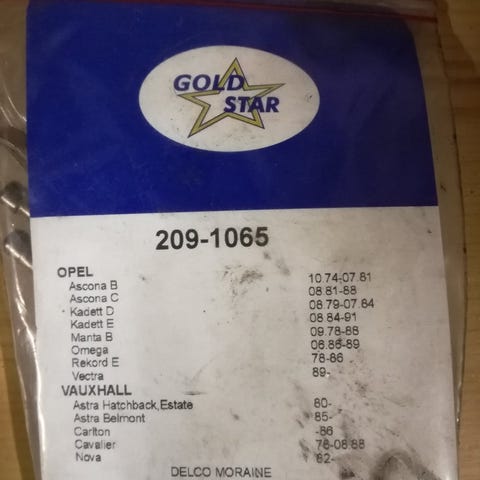 GOLD
STAR
209-1065
OPEL
Ascona B 10.74-07.81
Ascona C 08.81-88
Kadett D 08.79-07.84
Kadett E 08.84-91
Manta B 09.78-88
Omega 08.86-89
Rekord E 78-86
Vectra 89-
VAUXHALL
Astra Hatchback,Estate 80-
Astra Belmont 85-
Carlton -86
Cavalier 76-08.88
Nova 82-
DELCO MORAINE